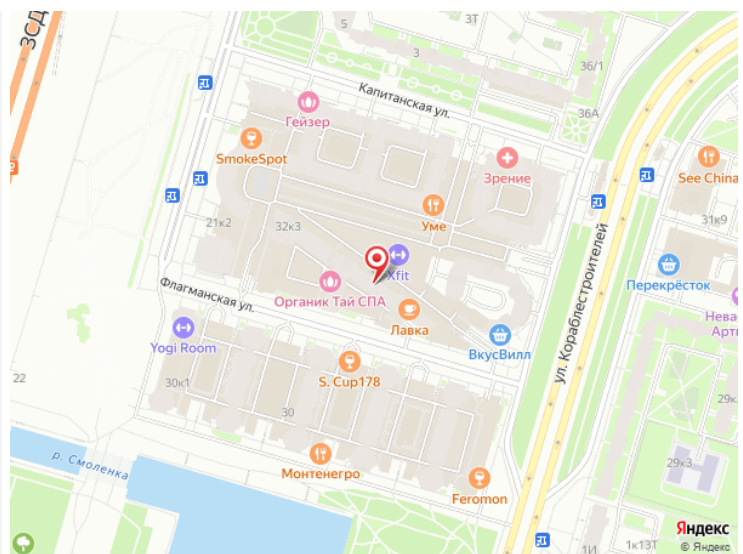 ЗСД
5
3Т
3
36/1
Капитанская ул.
36А
Гейзер
SmokeSpot
Зрение
See China
31к9
Уме
21к2
32к3
Xfit
Перекрёсток
ул. Кораблестроителей
Флагманская ул.
Органик Тай СПА
Лавка
Нева
Арт
Yogi Room
ВкусВилл
22
30к1
S. Cup178
30
29к
р. Смоленка
Монтенегро
29к3
Feromon
Яндекс
© Яндекс
1И
1к13Т